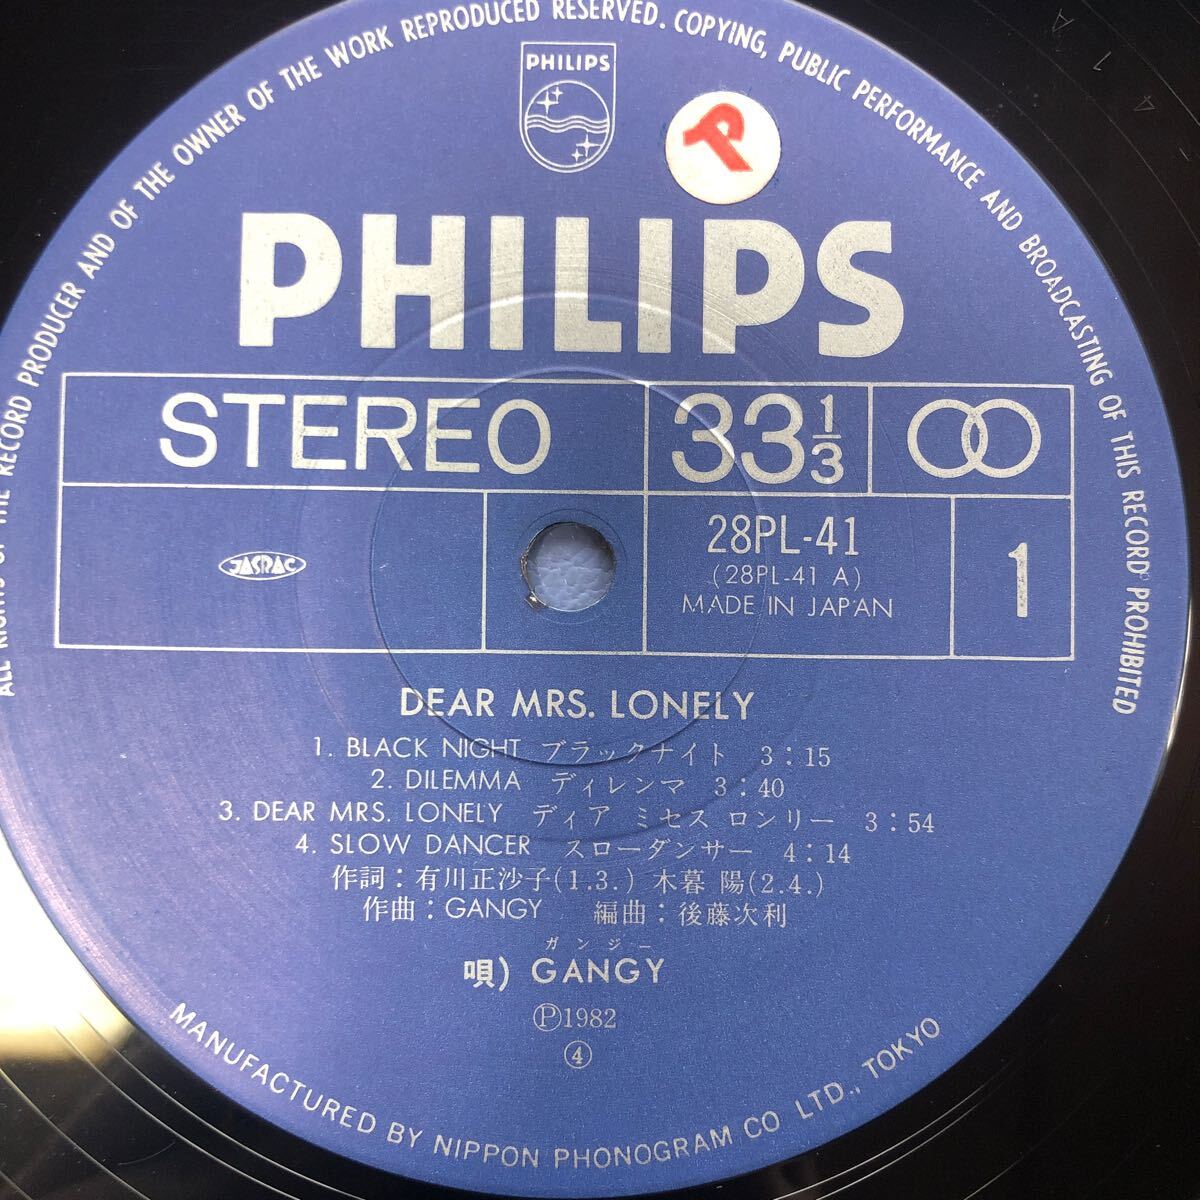 ALL RIGHTS OF THE RECORD PRODUCER AND OF THE OWNER OF THE WORK REPRODUCED RESERVED. COPYING, PUBLIC PERFORMANCE AND BROADCASTING OF THIS RECORD PROHIBITED
PHILIPS
P
PHILIPS
STEREO 33 1/3
JASRAC
28PL-41
(28PL-41 A)
MADE IN JAPAN
1
DEAR MRS. LONELY
1. BLACK NIGHT ブラックナイト 3:15
2. DILEMMA ディレンマ 3:40
3. DEAR MRS. LONELY ディア ミセス ロンリー 3:54
4. SLOW DANCER スローダンサー 4:14
作詞:有川正沙子(1.3.) 木暮 陽(2.4.)
作曲:GANGY 編曲:後藤次利
ガンジー
唄) GANGY
Ⓟ1982
④
MANUFACTURED BY NIPPON PHONOGRAM CO LTD., TOKYO